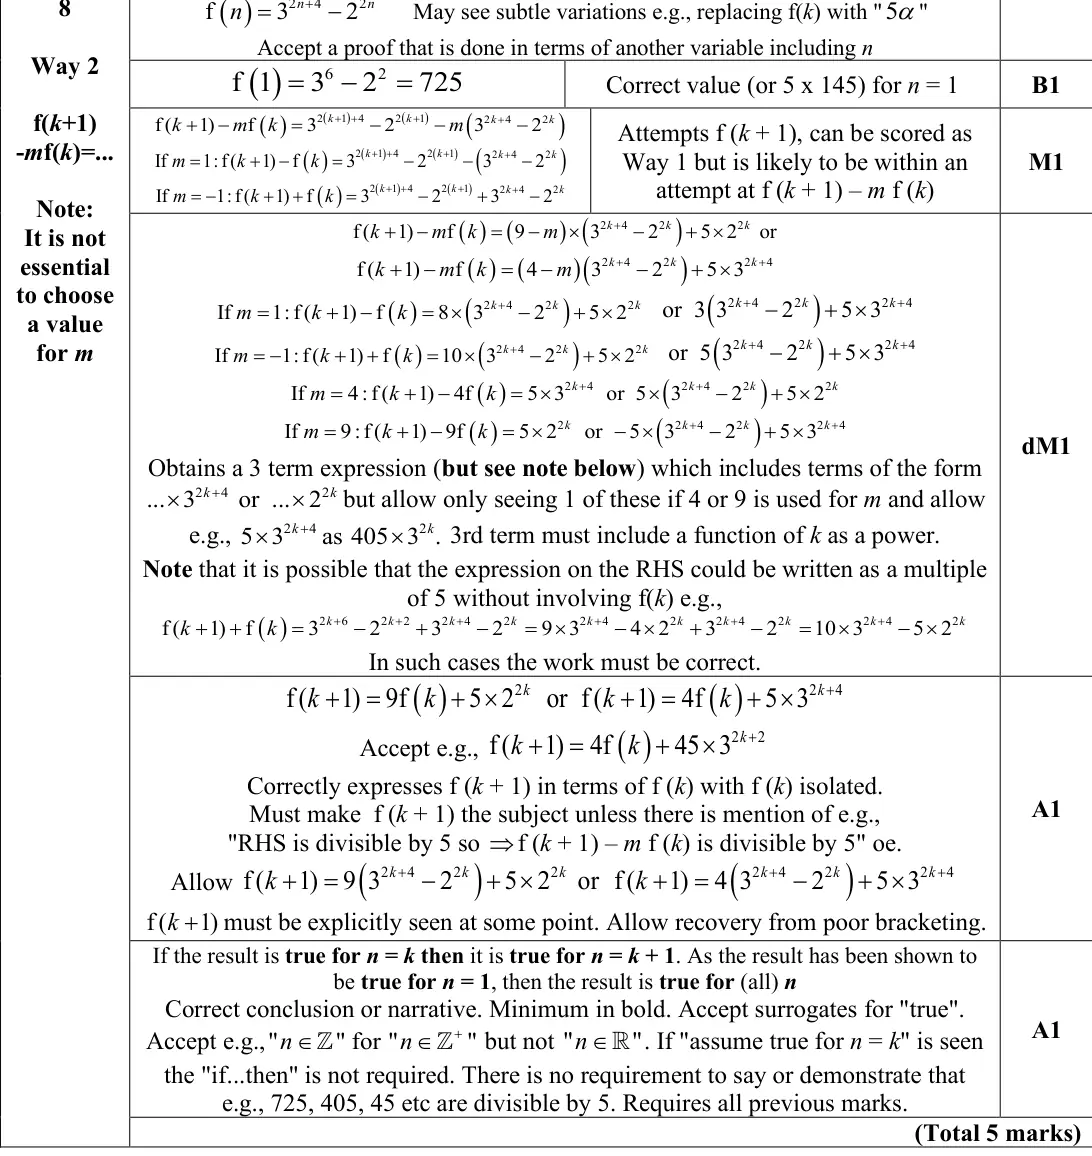 8
f(n) = 3²ⁿ⁺⁴ − 2²ⁿ May see subtle variations e.g., replacing f(k) with "5α"
Accept a proof that is done in terms of another variable including n
Way 2
f(k+1)
-mf(k)=...
Note:
It is not
essential
to choose
a value
for m
f(1) = 3⁶ − 2² = 725
Correct value (or 5 x 145) for n = 1
B1
f(k+1) − mf(k) = 3^(2(k+1)+4) − 2^(2(k+1)) − m(3^(2k+4) − 2^(2k))
If m = 1: f(k+1) − f(k) = 3^(2(k+1)+4) − 2^(2(k+1)) − (3^(2k+4) − 2^(2k))
If m = −1: f(k+1) + f(k) = 3^(2(k+1)+4) − 2^(2(k+1)) + 3^(2k+4) − 2^(2k)
Attempts f (k + 1), can be scored as
Way 1 but is likely to be within an
attempt at f (k + 1) – m f (k)
M1
f(k+1) − mf(k) = (9 − m)×(3^(2k+4) − 2^(2k)) + 5×2^(2k) or
f(k+1) − mf(k) = (4 − m)(3^(2k+4) − 2^(2k)) + 5×3^(2k+4)
If m = 1: f(k+1) − f(k) = 8×(3^(2k+4) − 2^(2k)) + 5×2^(2k) or 3(3^(2k+4) − 2^(2k)) + 5×3^(2k+4)
If m = −1: f(k+1) + f(k) = 10×(3^(2k+4) − 2^(2k)) + 5×2^(2k) or 5(3^(2k+4) − 2^(2k)) + 5×3^(2k+4)
If m = 4: f(k+1) − 4f(k) = 5×3^(2k+4) or 5×(3^(2k+4) − 2^(2k)) + 5×2^(2k)
If m = 9: f(k+1) − 9f(k) = 5×2^(2k) or −5×(3^(2k+4) − 2^(2k)) + 5×3^(2k+4)
Obtains a 3 term expression (but see note below) which includes terms of the form
...×3^(2k+4) or ...×2^(2k) but allow only seeing 1 of these if 4 or 9 is used for m and allow
e.g., 5×3^(2k+4) as 405×3^(2k). 3rd term must include a function of k as a power.
Note that it is possible that the expression on the RHS could be written as a multiple
of 5 without involving f(k) e.g.,
f(k+1) + f(k) = 3^(2k+6) − 2^(2k+2) + 3^(2k+4) − 2^(2k) = 9×3^(2k+4) − 4×2^(2k) + 3^(2k+4) − 2^(2k) = 10×3^(2k+4) − 5×2^(2k)
In such cases the work must be correct.
dM1
f(k+1) = 9f(k) + 5×2^(2k) or f(k+1) = 4f(k) + 5×3^(2k+4)
Accept e.g., f(k+1) = 4f(k) + 45×3^(2k+2)
Correctly expresses f (k + 1) in terms of f (k) with f (k) isolated.
Must make f (k + 1) the subject unless there is mention of e.g.,
"RHS is divisible by 5 so ⇒ f (k + 1) – m f (k) is divisible by 5" oe.
Allow f(k+1) = 9(3^(2k+4) − 2^(2k)) + 5×2^(2k) or f(k+1) = 4(3^(2k+4) − 2^(2k)) + 5×3^(2k+4)
f(k+1) must be explicitly seen at some point. Allow recovery from poor bracketing.
A1
If the result is true for n = k then it is true for n = k + 1. As the result has been shown to
be true for n = 1, then the result is true for (all) n
Correct conclusion or narrative. Minimum in bold. Accept surrogates for "true".
Accept e.g., "n ∈ ℤ" for "n ∈ ℤ⁺" but not "n ∈ ℝ". If "assume true for n = k" is seen
the "if...then" is not required. There is no requirement to say or demonstrate that
e.g., 725, 405, 45 etc are divisible by 5. Requires all previous marks.
A1
(Total 5 marks)